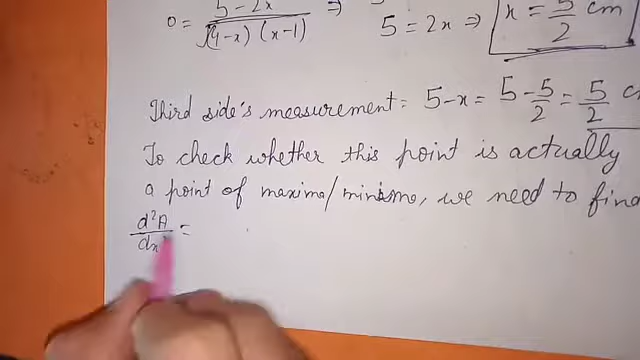 0 = 5-2x / √(4-x) (x-1) ⇒ 5 = 2x ⇒ x = 5/2 cm
Third side's measurement = 5-x = 5 - 5/2 = 5/2
To check whether this point is actually
a point of maxima/minima, we need to find
d²A/dx =